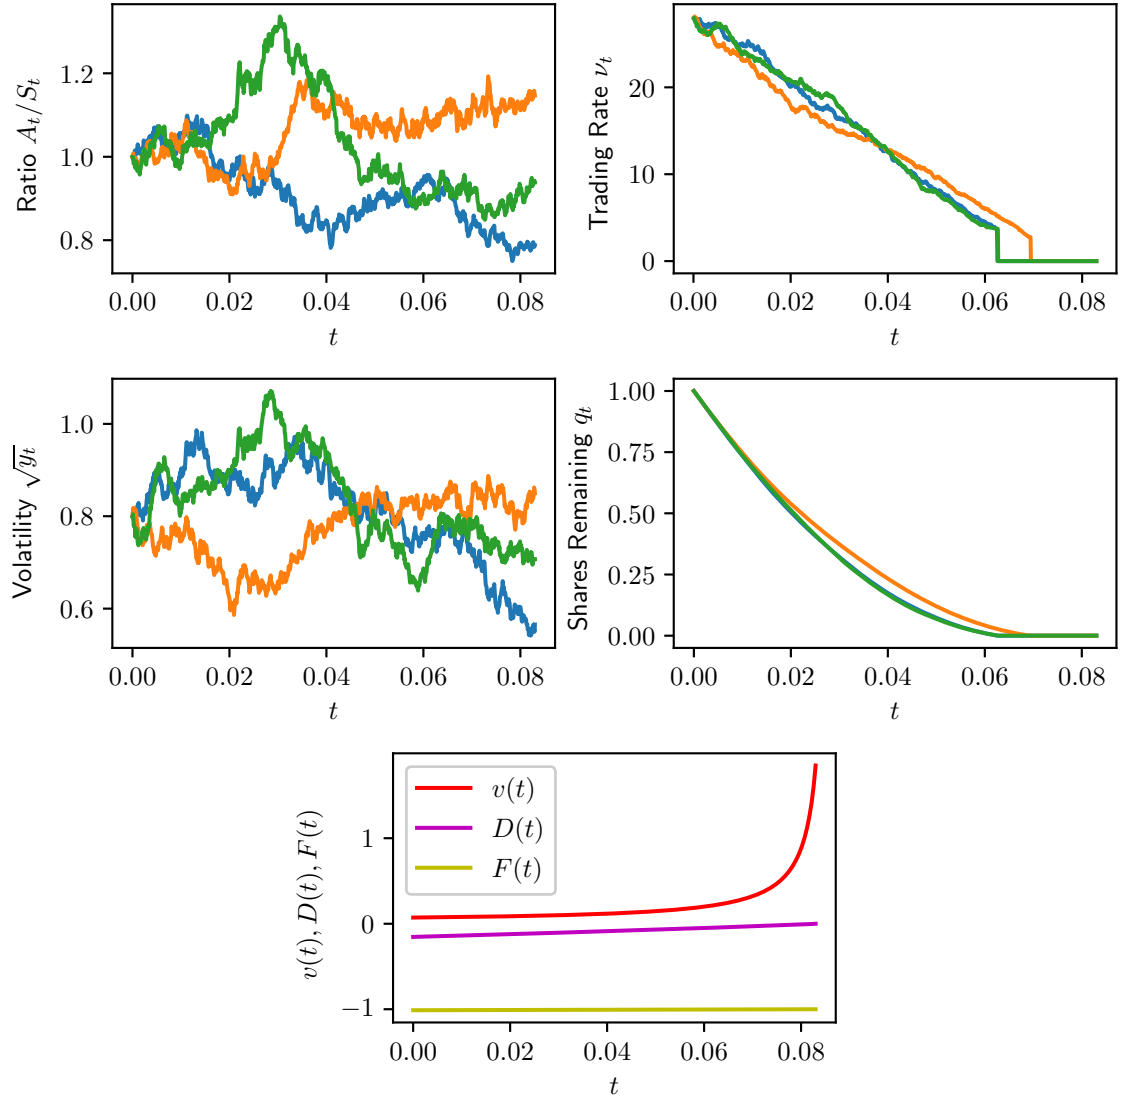 Ratio A_t/S_t
1.2
1.0
0.8
0.00 0.02 0.04 0.06 0.08
t
Trading Rate ν_t
20
10
0
0.00 0.02 0.04 0.06 0.08
t
Volatility √y_t
1.0
0.8
0.6
0.00 0.02 0.04 0.06 0.08
t
Shares Remaining q_t
1.00
0.75
0.50
0.25
0.00
0.00 0.02 0.04 0.06 0.08
t
v(t), D(t), F(t)
1
0
−1
v(t)
D(t)
F(t)
0.00 0.02 0.04 0.06 0.08
t